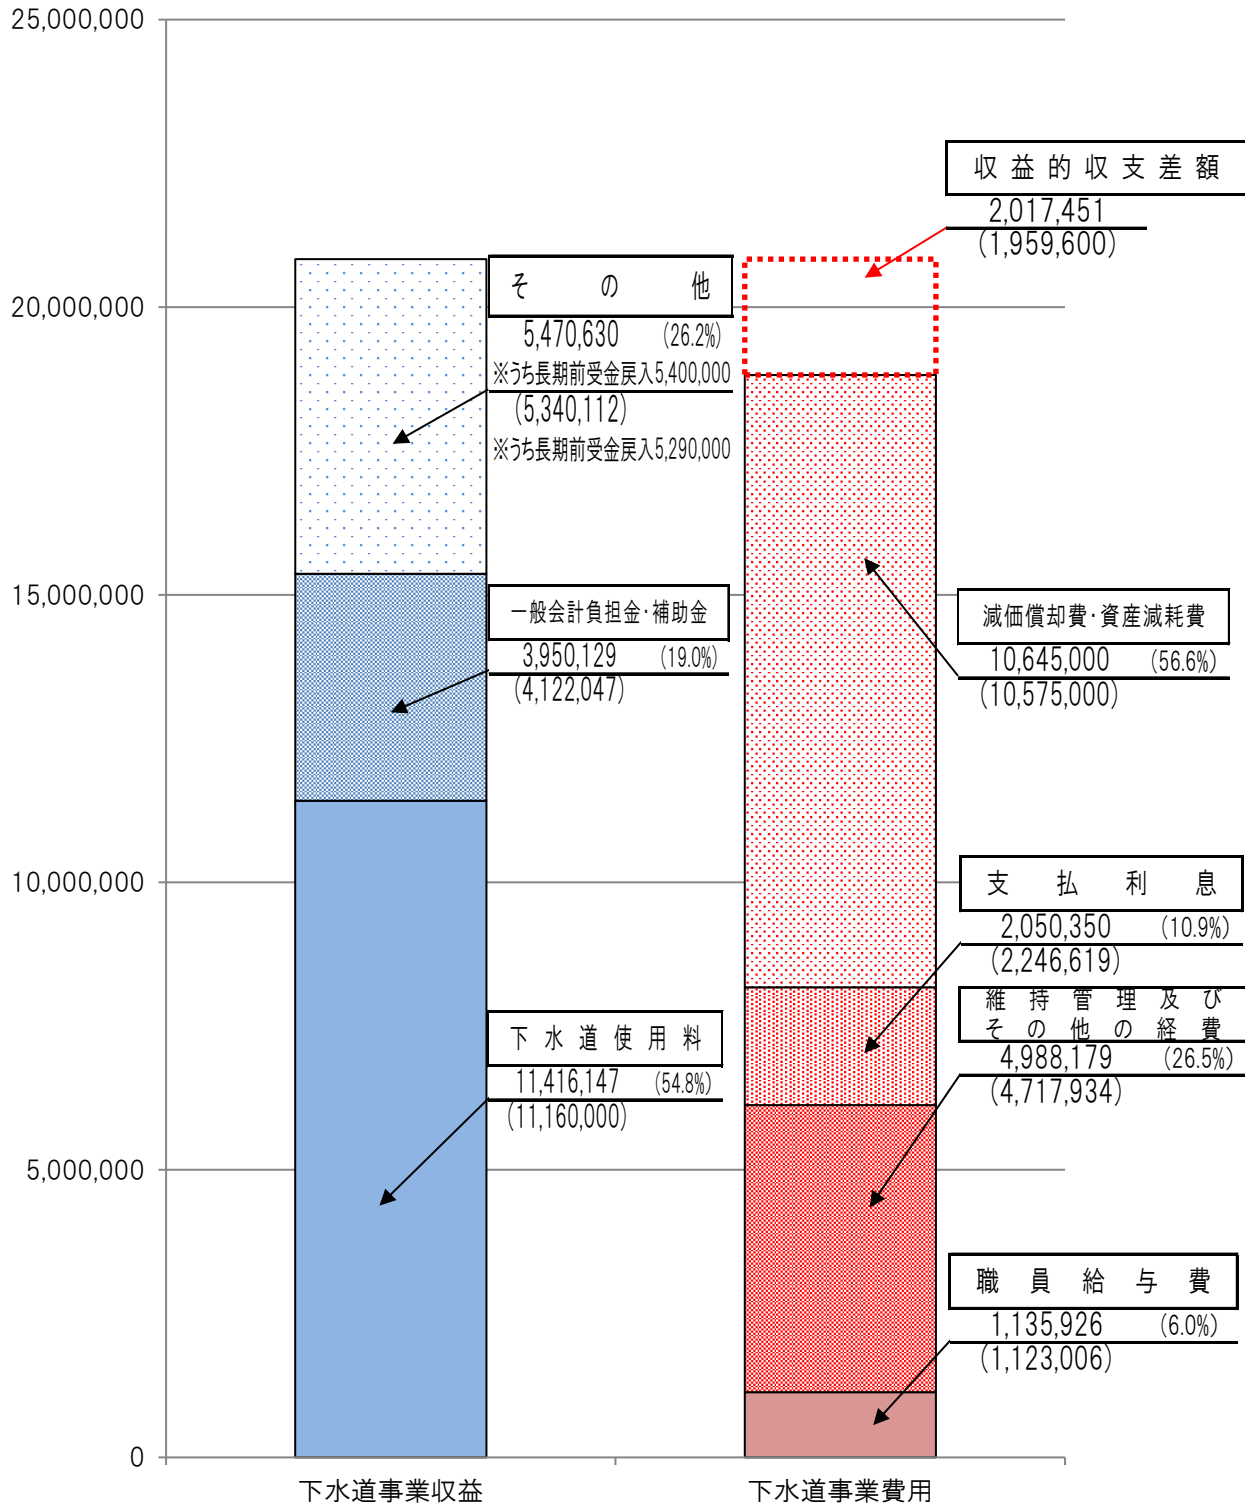 25,000,000
20,000,000
15,000,000
10,000,000
5,000,000
0
収益的収支差額
2,017,451
(1,959,600)
その他
5,470,630 (26.2%)
※うち長期前受金戻入5,400,000
(5,340,112)
※うち長期前受金戻入5,290,000
一般会計負担金・補助金
3,950,129 (19.0%)
(4,122,047)
減価償却費・資産減耗費
10,645,000 (56.6%)
(10,575,000)
支払利息
2,050,350 (10.9%)
(2,246,619)
維持管理及び
その他の経費
4,988,179 (26.5%)
(4,717,934)
下水道使用料
11,416,147 (54.8%)
(11,160,000)
職員給与費
1,135,926 (6.0%)
(1,123,006)
下水道事業収益
下水道事業費用